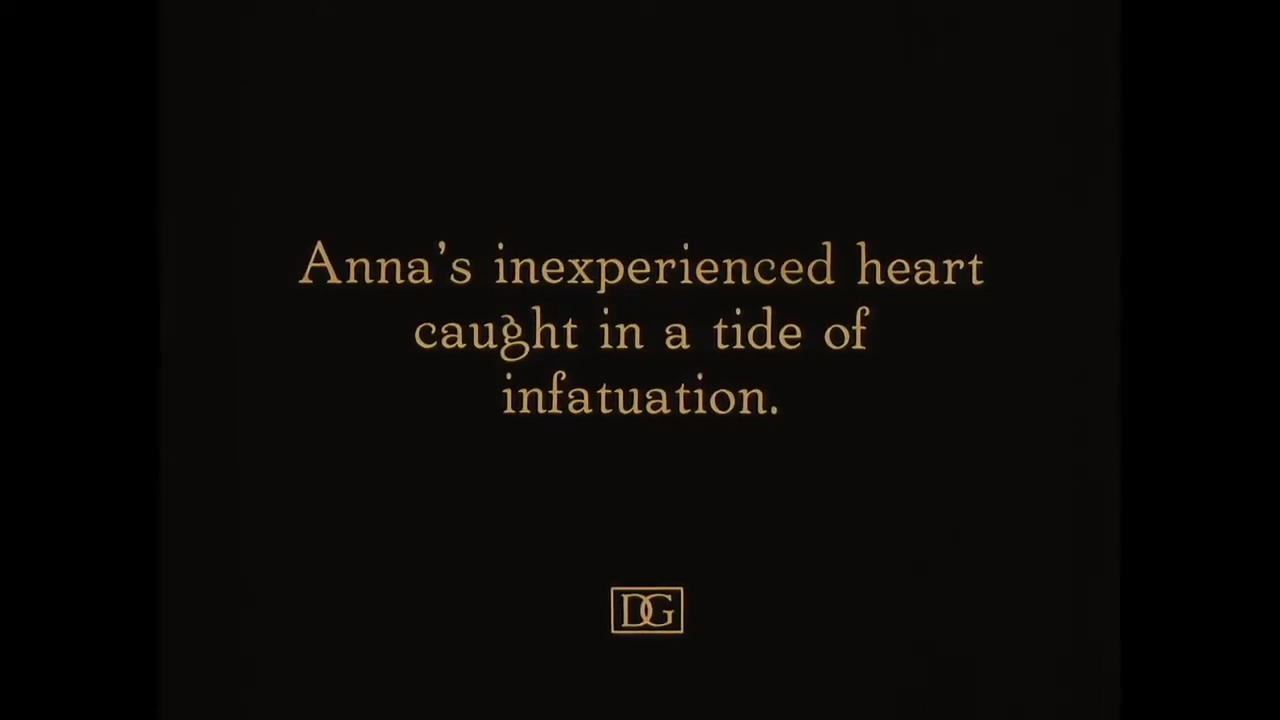 Anna's inexperienced heart
caught in a tide of
infatuation.
DG